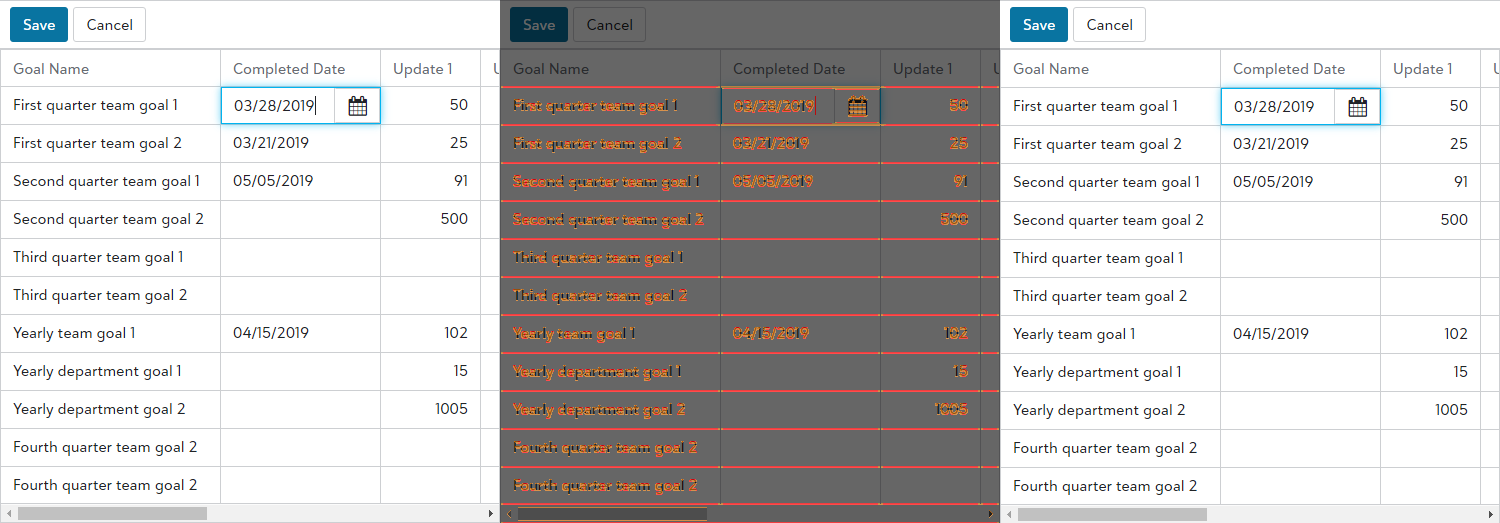 Save Cancel
Goal Name Completed Date Update 1 U
First quarter team goal 1 03/28/2019 50
First quarter team goal 2 03/21/2019 25
Second quarter team goal 1 05/05/2019 91
Second quarter team goal 2 500
Third quarter team goal 1
Third quarter team goal 2
Yearly team goal 1 04/15/2019 102
Yearly department goal 1 15
Yearly department goal 2 1005
Fourth quarter team goal 2
Fourth quarter team goal 2
Save Cancel
Goal Name Completed Date Update 1 U
First quarter team goal 1 03/28/2019 50
First quarter team goal 2 03/21/2019 25
Second quarter team goal 1 05/05/2019 91
Second quarter team goal 2 500
Third quarter team goal 1
Third quarter team goal 2
Yearly team goal 1 04/15/2019 102
Yearly department goal 1 15
Yearly department goal 2 1005
Fourth quarter team goal 2
Fourth quarter team goal 2
Save Cancel
Goal Name Completed Date Update 1 U
First quarter team goal 1 03/28/2019 50
First quarter team goal 2 03/21/2019 25
Second quarter team goal 1 05/05/2019 91
Second quarter team goal 2 500
Third quarter team goal 1
Third quarter team goal 2
Yearly team goal 1 04/15/2019 102
Yearly department goal 1 15
Yearly department goal 2 1005
Fourth quarter team goal 2
Fourth quarter team goal 2